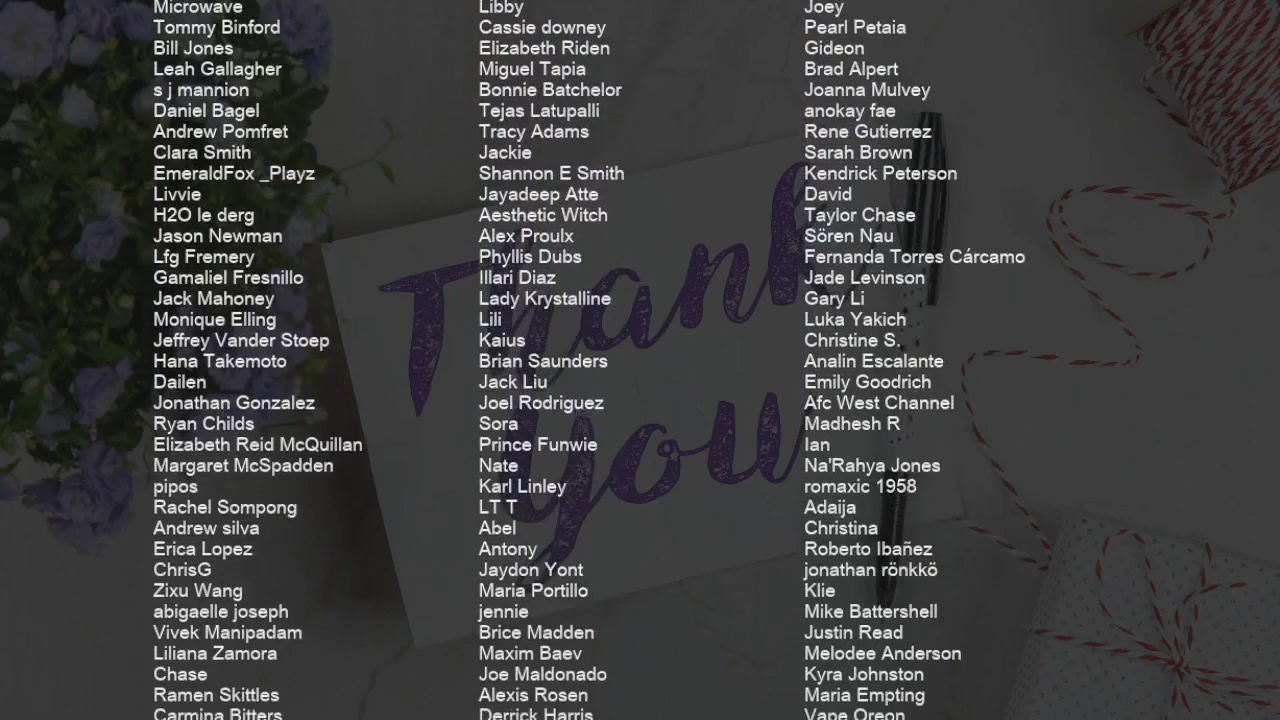 Microwave
Tommy Binford
Bill Jones
Leah Gallagher
s j mannion
Daniel Bagel
Andrew Pomfret
Clara Smith
EmeraldFox _Playz
Livvie
H2O le derg
Jason Newman
Lfg Fremery
Gamaliel Fresnillo
Jack Mahoney
Monique Elling
Jeffrey Vander Stoep
Hana Takemoto
Dailen
Jonathan Gonzalez
Ryan Childs
Elizabeth Reid McQuillan
Margaret McSpadden
pipos
Rachel Sompong
Andrew silva
Erica Lopez
ChrisG
Zixu Wang
abigaelle joseph
Vivek Manipadam
Liliana Zamora
Chase
Ramen Skittles
Carmina Bitters
Libby
Cassie downey
Elizabeth Riden
Miguel Tapia
Bonnie Batchelor
Tejas Latupalli
Tracy Adams
Jackie
Shannon E Smith
Jayadeep Atte
Aesthetic Witch
Alex Proulx
Phyllis Dubs
Illari Diaz
Lady Krystalline
Lili
Kaius
Brian Saunders
Jack Liu
Joel Rodriguez
Sora
Prince Funwie
Nate
Karl Linley
LT T
Abel
Antony
Jaydon Yont
Maria Portillo
jennie
Brice Madden
Maxim Baev
Joe Maldonado
Alexis Rosen
Derrick Harris
Joey
Pearl Petaia
Gideon
Brad Alpert
Joanna Mulvey
anokay fae
Rene Gutierrez
Sarah Brown
Kendrick Peterson
David
Taylor Chase
Sören Nau
Fernanda Torres Cárcamo
Jade Levinson
Gary Li
Luka Yakich
Christine S.
Analin Escalante
Emily Goodrich
Afc West Channel
Madhesh R
Ian
Na'Rahya Jones
romaxic 1958
Adaija
Christina
Roberto Ibañez
jonathan rönkkö
Klie
Mike Battershell
Justin Read
Melodee Anderson
Kyra Johnston
Maria Empting
Vape Oreon
Thank
you